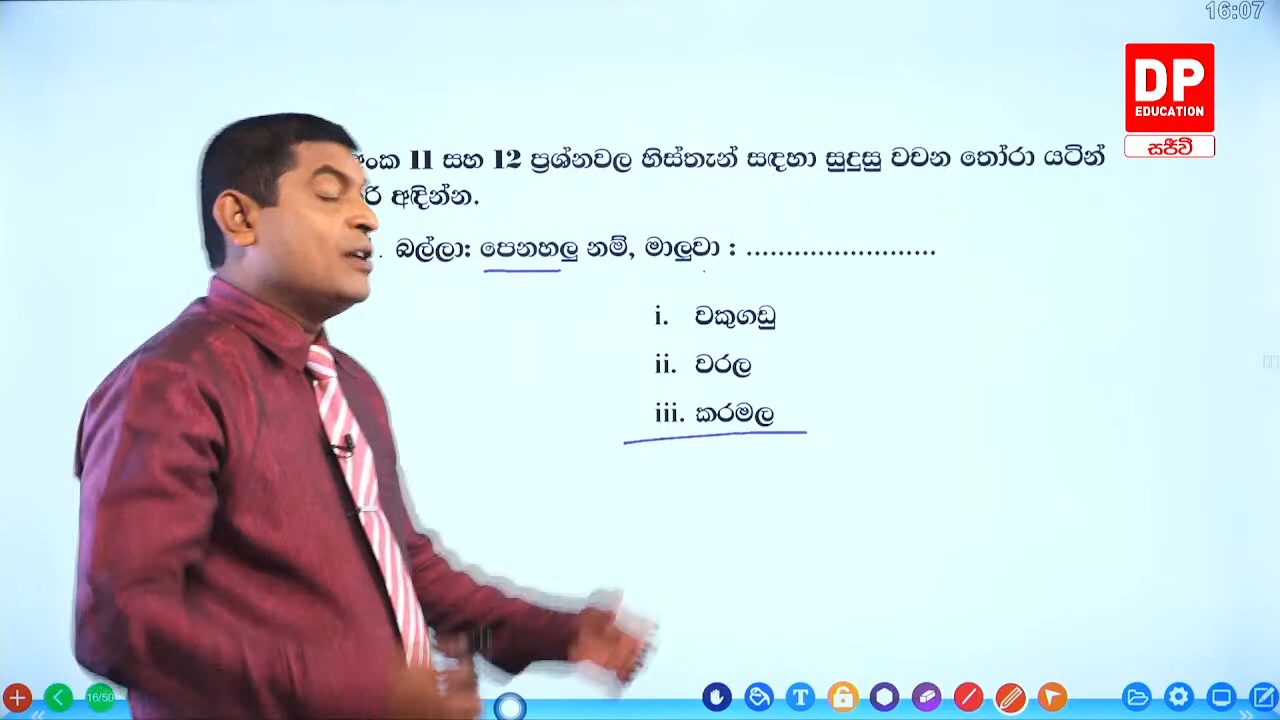 16:07
DP
EDUCATION
සජීවී
11 සහ 12 ප්‍රශ්නවල හිස්තැන් සඳහා සුදුසු වචන තෝරා යටින්
අඳින්න.
බල්ලා: පෙනහලු නම්, මාලුවා : ........................
i. වකුගඩු
ii. වරල
iii. කරමල
16/50